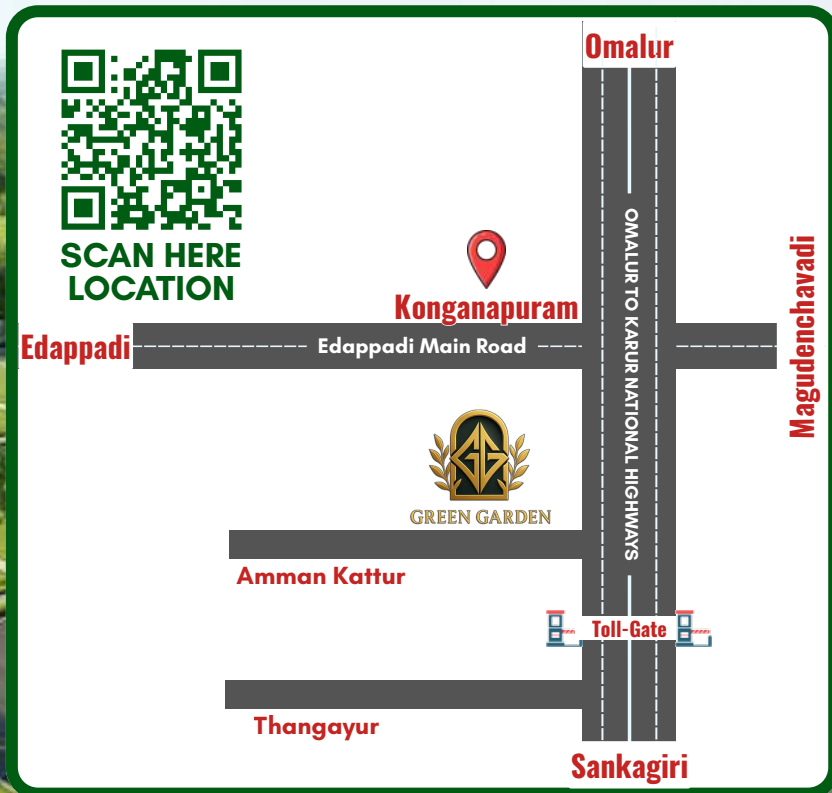 Omalur
SCAN HERE
LOCATION
Konganapuram
Edappadi
Edappadi Main Road
OMALUR TO KARUR NATIONAL HIGHWAYS
Magudenchavadi
GREEN GARDEN
Amman Kattur
Toll-Gate
Thangayur
Sankagiri